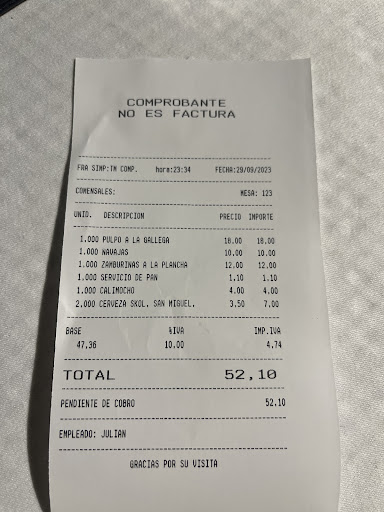 COMPROBANTE
NO ES FACTURA
FRA SIMP:TN COMP. hora:23:34 FECHA:29/09/2023
COMENSALES: MESA: 123
UNID. DESCRIPCION PRECIO IMPORTE
1.000 PULPO A LA GALLEGA 18.00 18.00
1.000 NAVAJAS 10.00 10.00
1.000 ZAMBURINAS A LA PLANCHA 12.00 12.00
1.000 SERVICIO DE PAN 1.10 1.10
1.000 CALIMOCHO 4.00 4.00
2.000 CERVEZA SKOL. SAN MIGUEL. 3.50 7.00
BASE %IVA IMP.IVA
47,36 10.00 4.74
TOTAL 52,10
PENDIENTE DE COBRO 52.10
EMPLEADO: JULIAN
GRACIAS POR SU VISITA